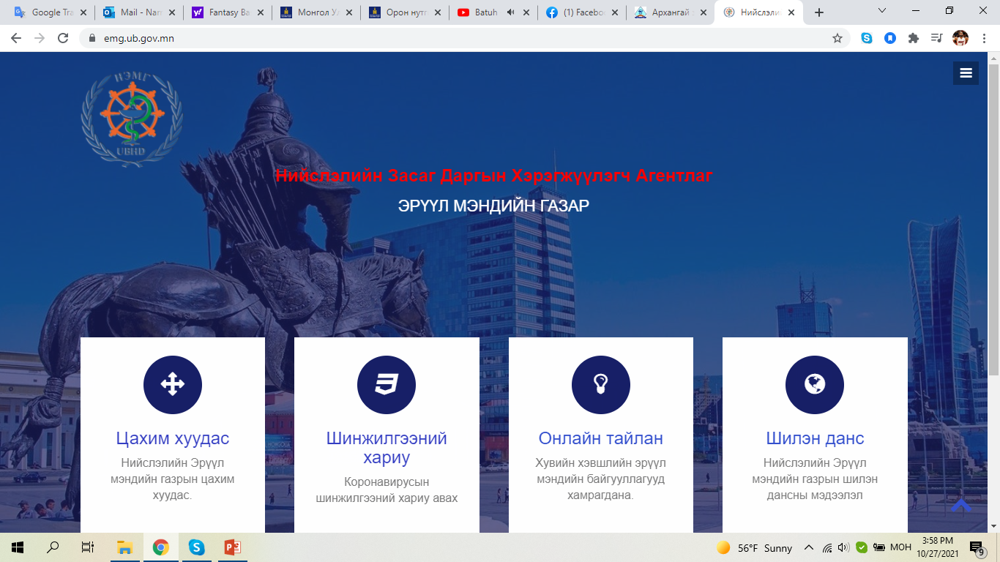 Google Tra
Mail - Nar
Fantasy Ba
Монгол Ул
Орон нутг
Batuh
(1) Facebo
Архангай
Нийслэли
emg.ub.gov.mn
НЭМГ
UBHD
Нийслэлийн Засаг Даргын Хэрэгжүүлэгч Агентлаг
ЭРҮҮЛ МЭНДИЙН ГАЗАР
Цахим хуудас
Нийслэлийн Эрүүл
мэндийн газрын цахим
хуудас.
Шинжилгээний
хариу
Коронавирусын
шинжилгээний хариу авах
Онлайн тайлан
Хувийн хэвшлийн эрүүл
мэндийн байгууллагууд
хамрагдана.
Шилэн данс
Нийслэлийн Эрүүл
мэндийн газрын шилэн
дансны мэдээлэл
56°F Sunny
МОН
3:58 PM
10/27/2021
9